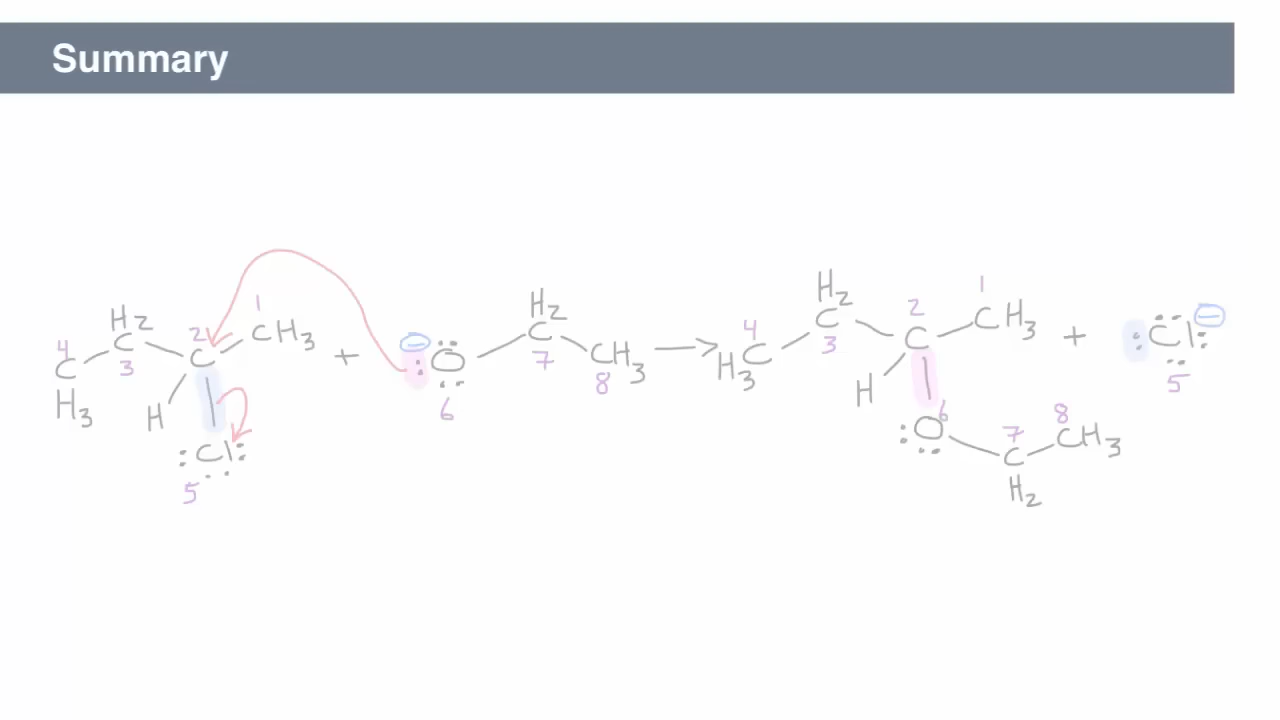 Summary
H2 2 1 CH3 + ⊖ :Ö: H2 C 7 CH3 8 → H2 C 2 1 CH3 + :Cl: ⊖
4 C 3 C 6 4 H3C 3 C 5
H3 H H :O: 6 7 C 8 CH3
:Cl: H2
5